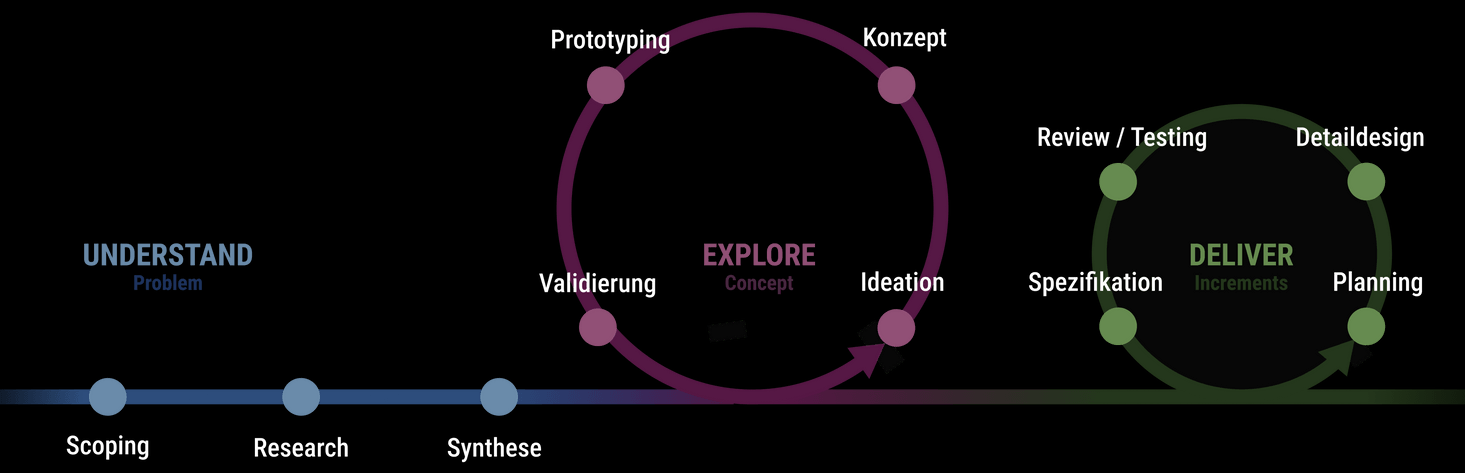 UNDERSTAND
Problem
Scoping
Research
Synthese
Prototyping
Konzept
EXPLORE
Concept
Validierung
Ideation
Review / Testing
Detaildesign
DELIVER
Increments
Spezifikation
Planning